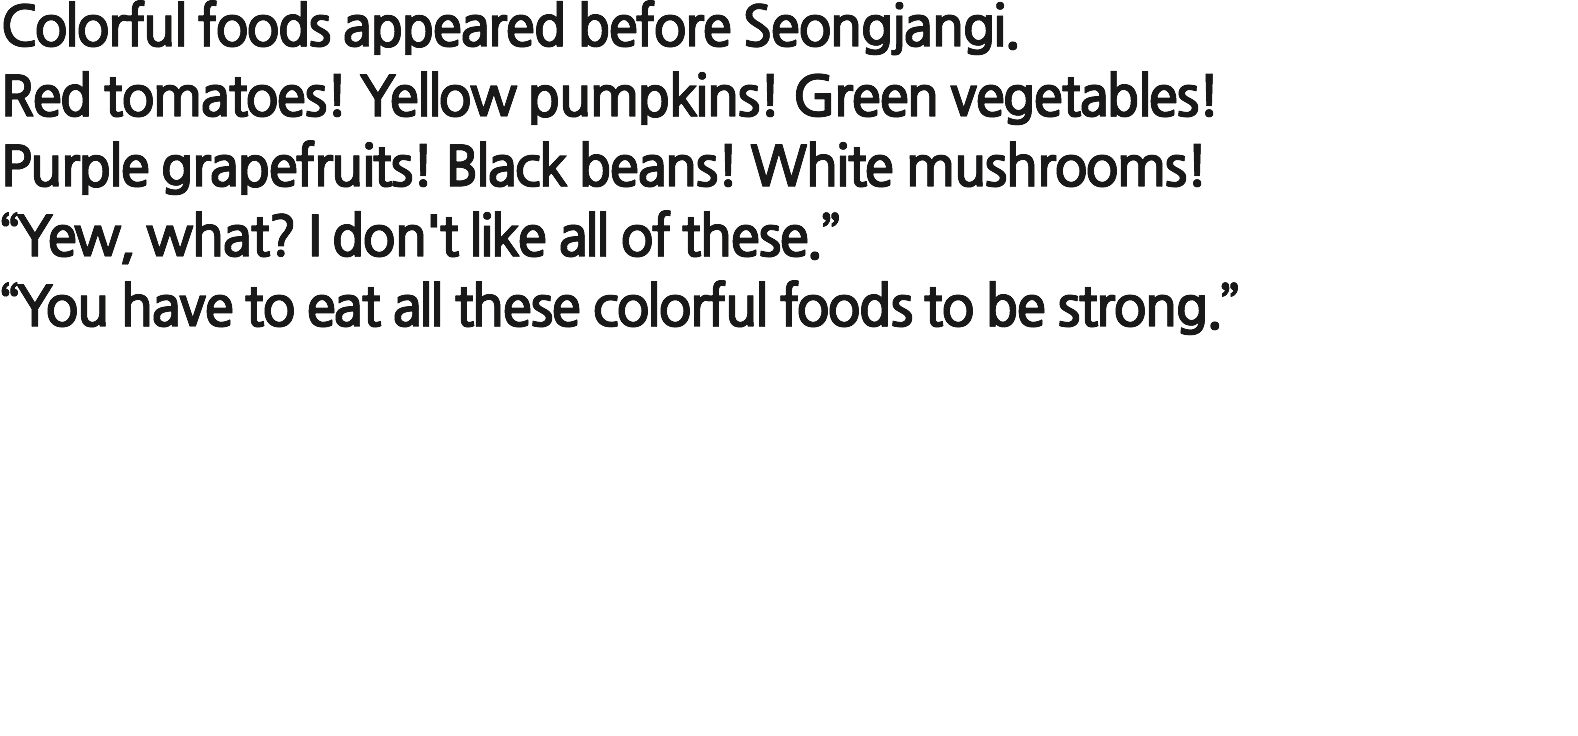 Colorful foods appeared before Seongjangi.
Red tomatoes! Yellow pumpkins! Green vegetables!
Purple grapefruits! Black beans! White mushrooms!
“Yew, what? I don't like all of these.”
“You have to eat all these colorful foods to be strong.”